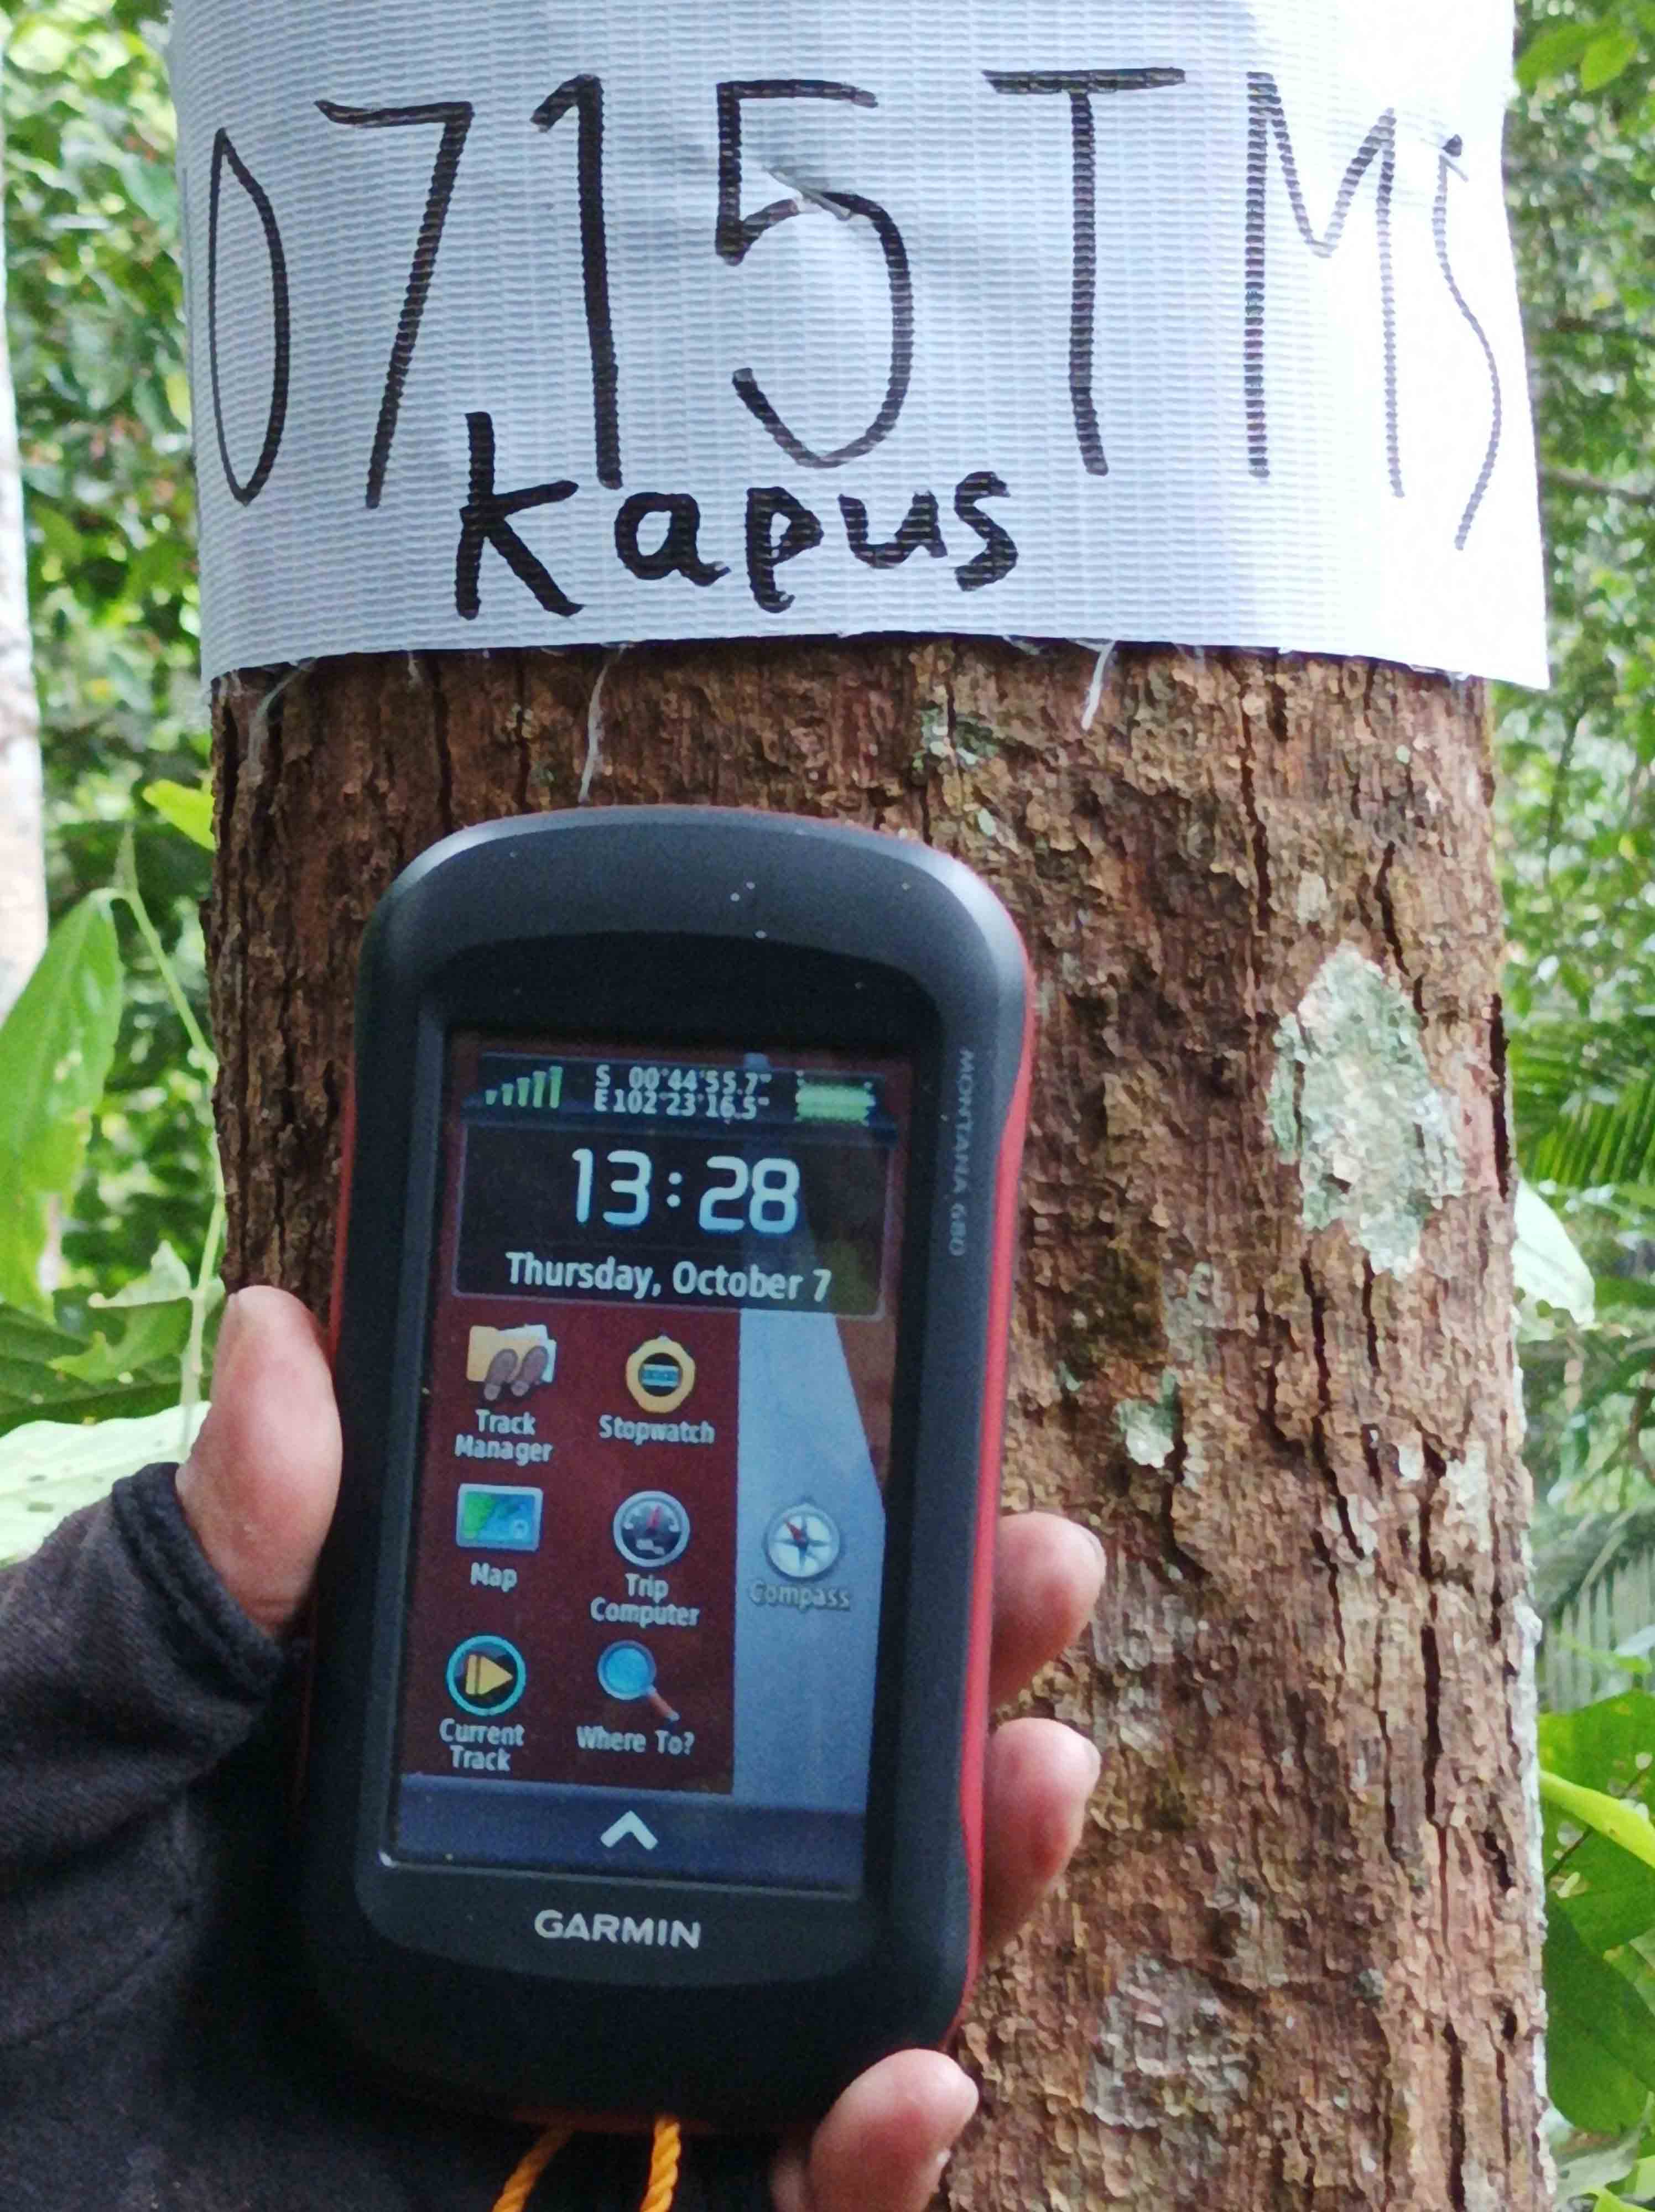 0715TMS
Kapus
MONTANA 680
S 00°44'55.7"
E102°23'16.5"
13:28
Thursday, October 7
Track Manager
Stopwatch
Map
Trip Computer
Compass
Current Track
Where To?
GARMIN